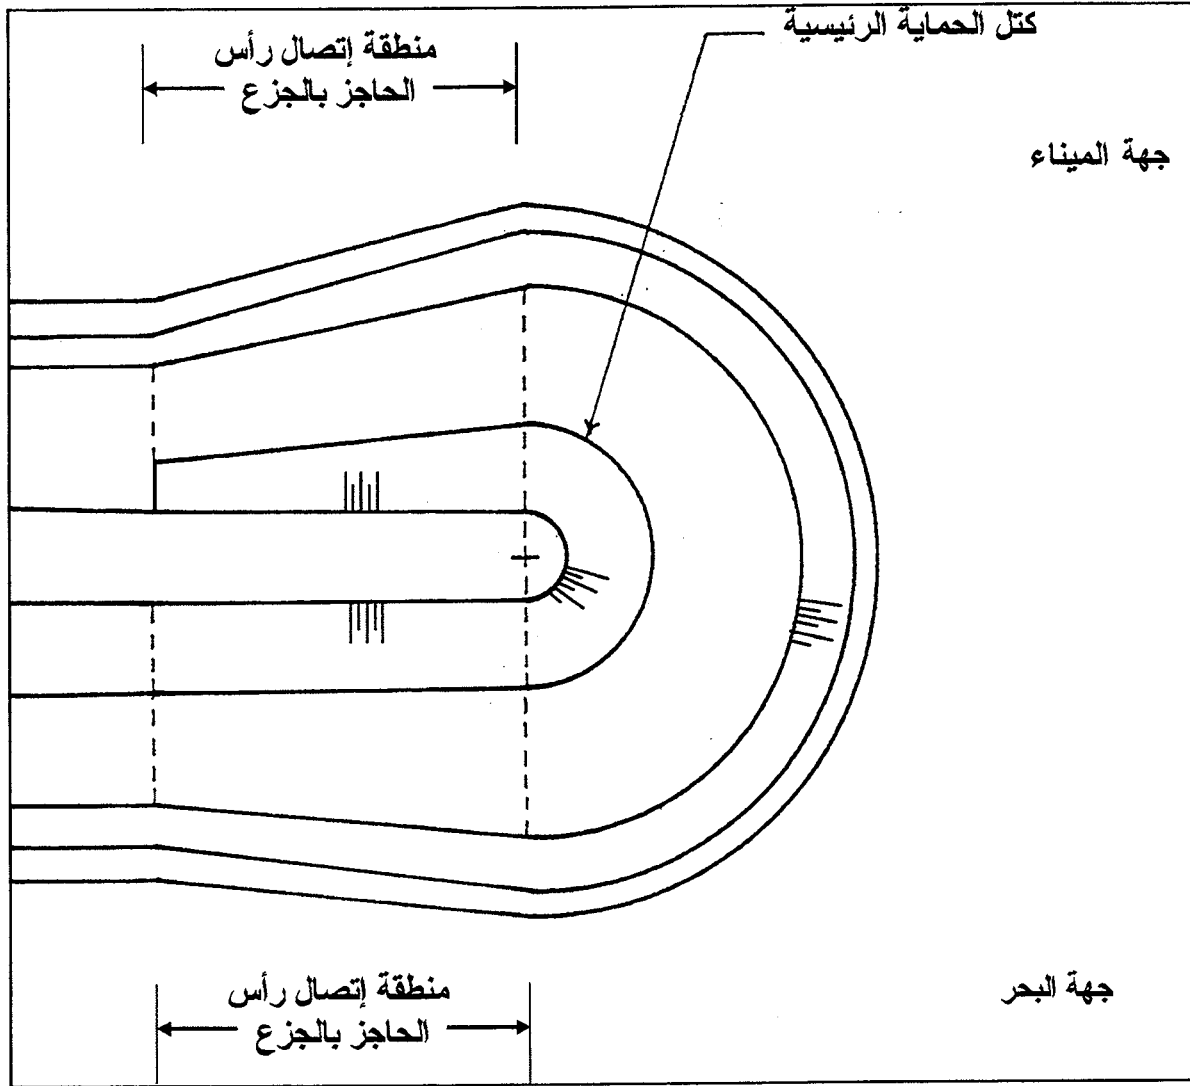 كتل الحماية الرئيسية
منطقة إتصال رأس
الحاجز بالجزع
جهة الميناء
جهة البحر
منطقة إتصال رأس
الحاجز بالجزع